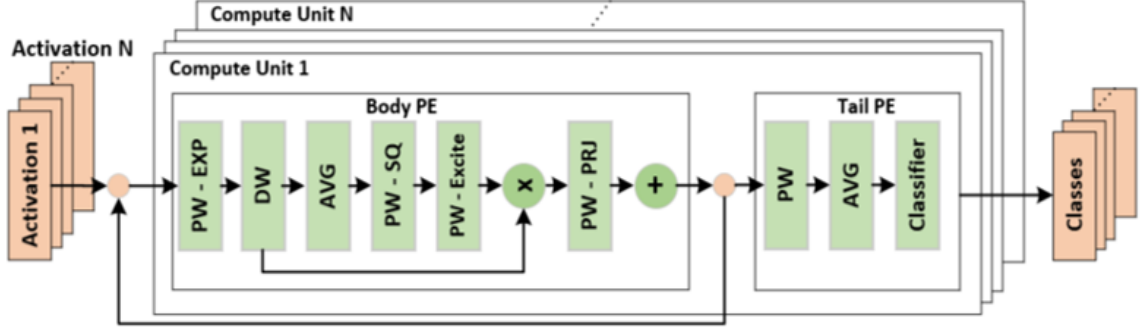 Compute Unit N
Activation N
Compute Unit 1
Body PE
Tail PE
Activation 1
PW - EXP
DW
AVG
PW - SQ
PW - Excite
x
PW - PRJ
+
PW
AVG
Classifier
Classes